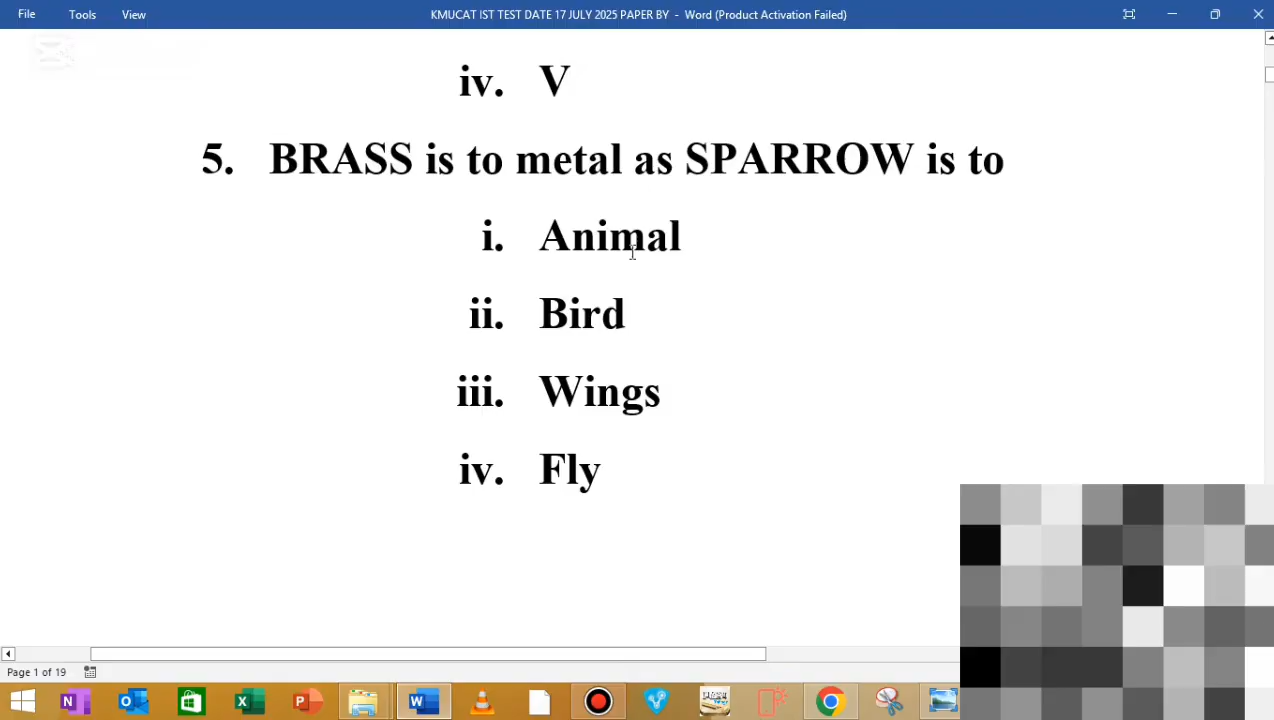 File Tools View KMUCAT IST TEST DATE 17 JULY 2025 PAPER BY - Word (Product Activation Failed)
iv. V
5. BRASS is to metal as SPARROW is to
i. Animal
ii. Bird
iii. Wings
iv. Fly
Page 1 of 19